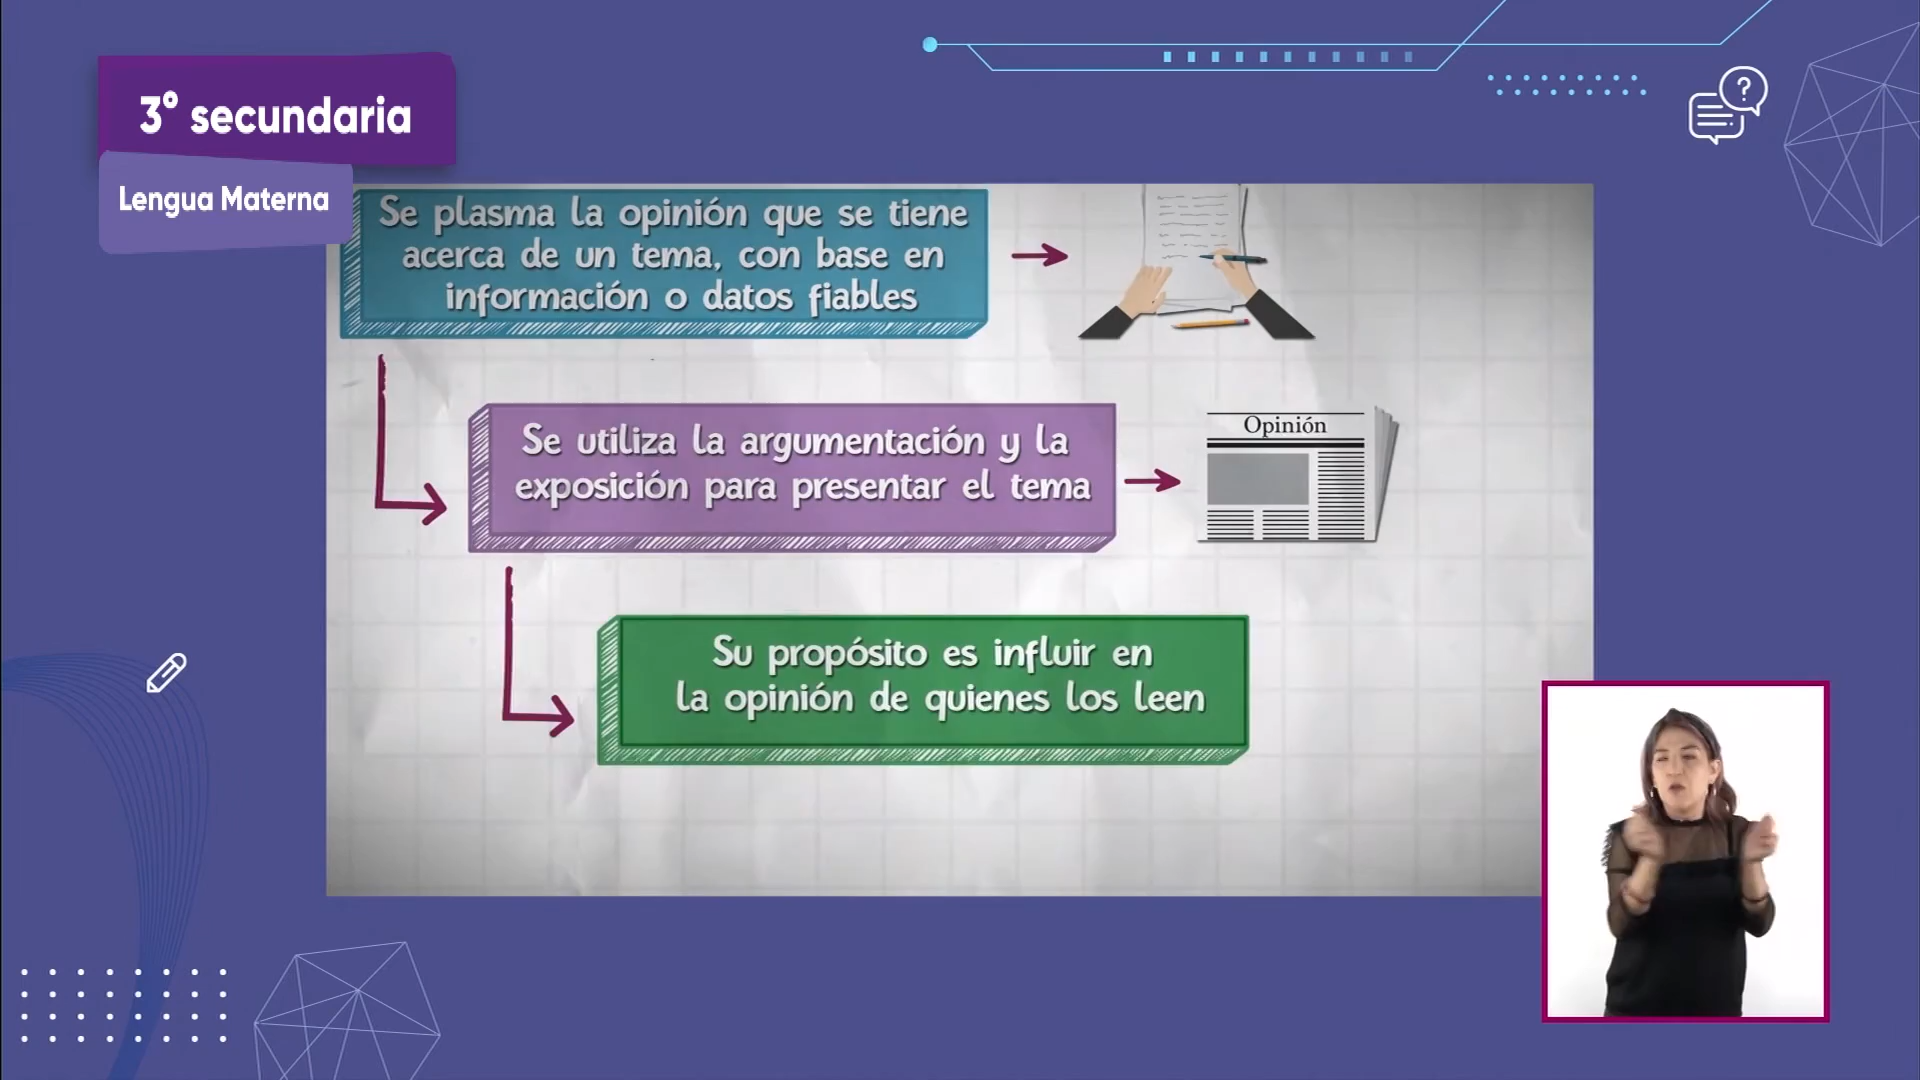 3° secundaria
Lengua Materna
Se plasma la opinión que se tiene
acerca de un tema, con base en
información o datos fiables
Se utiliza la argumentación y la
exposición para presentar el tema
Opinión
Su propósito es influir en
la opinión de quienes los leen
?